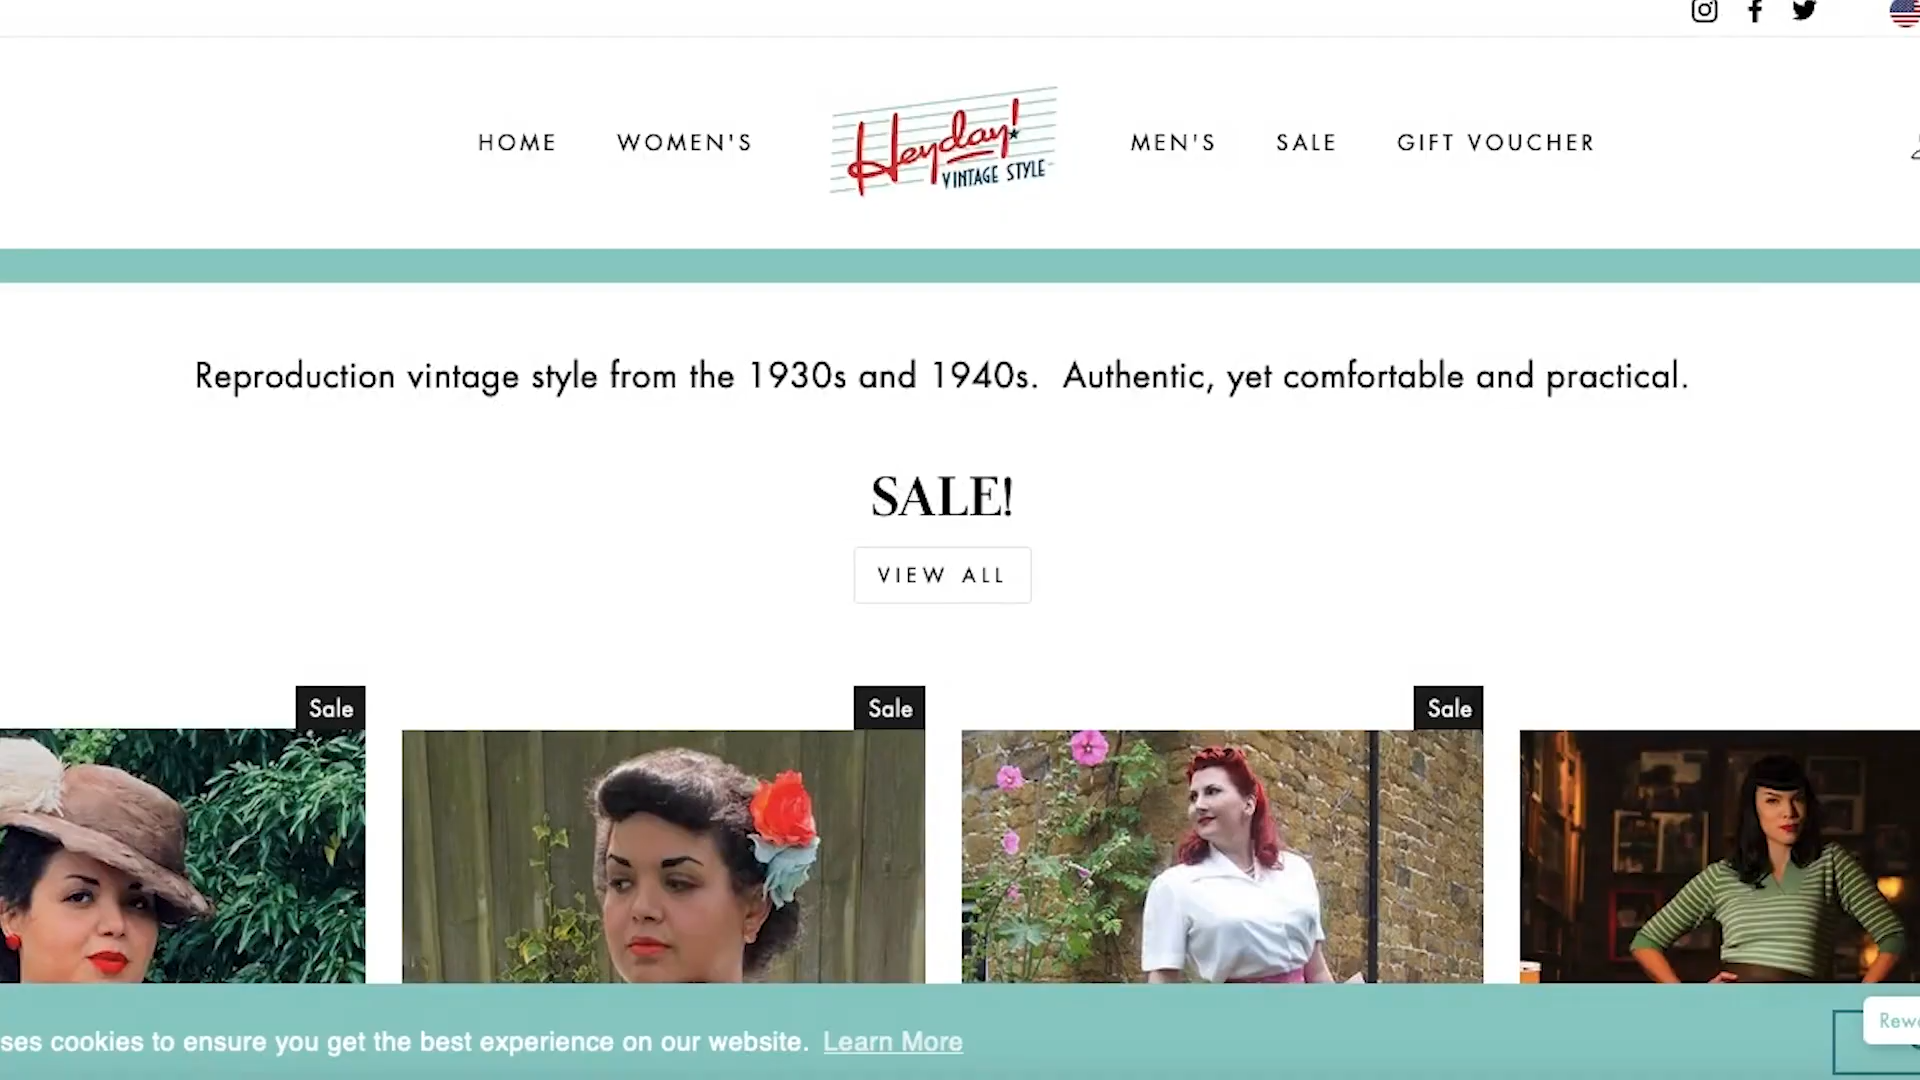 HOME
WOMEN'S
Heyday!
VINTAGE STYLE
MEN'S
SALE
GIFT VOUCHER
Reproduction vintage style from the 1930s and 1940s. Authentic, yet comfortable and practical.
SALE!
VIEW ALL
Sale
Sale
Sale
ses cookies to ensure you get the best experience on our website. Learn More
Rew